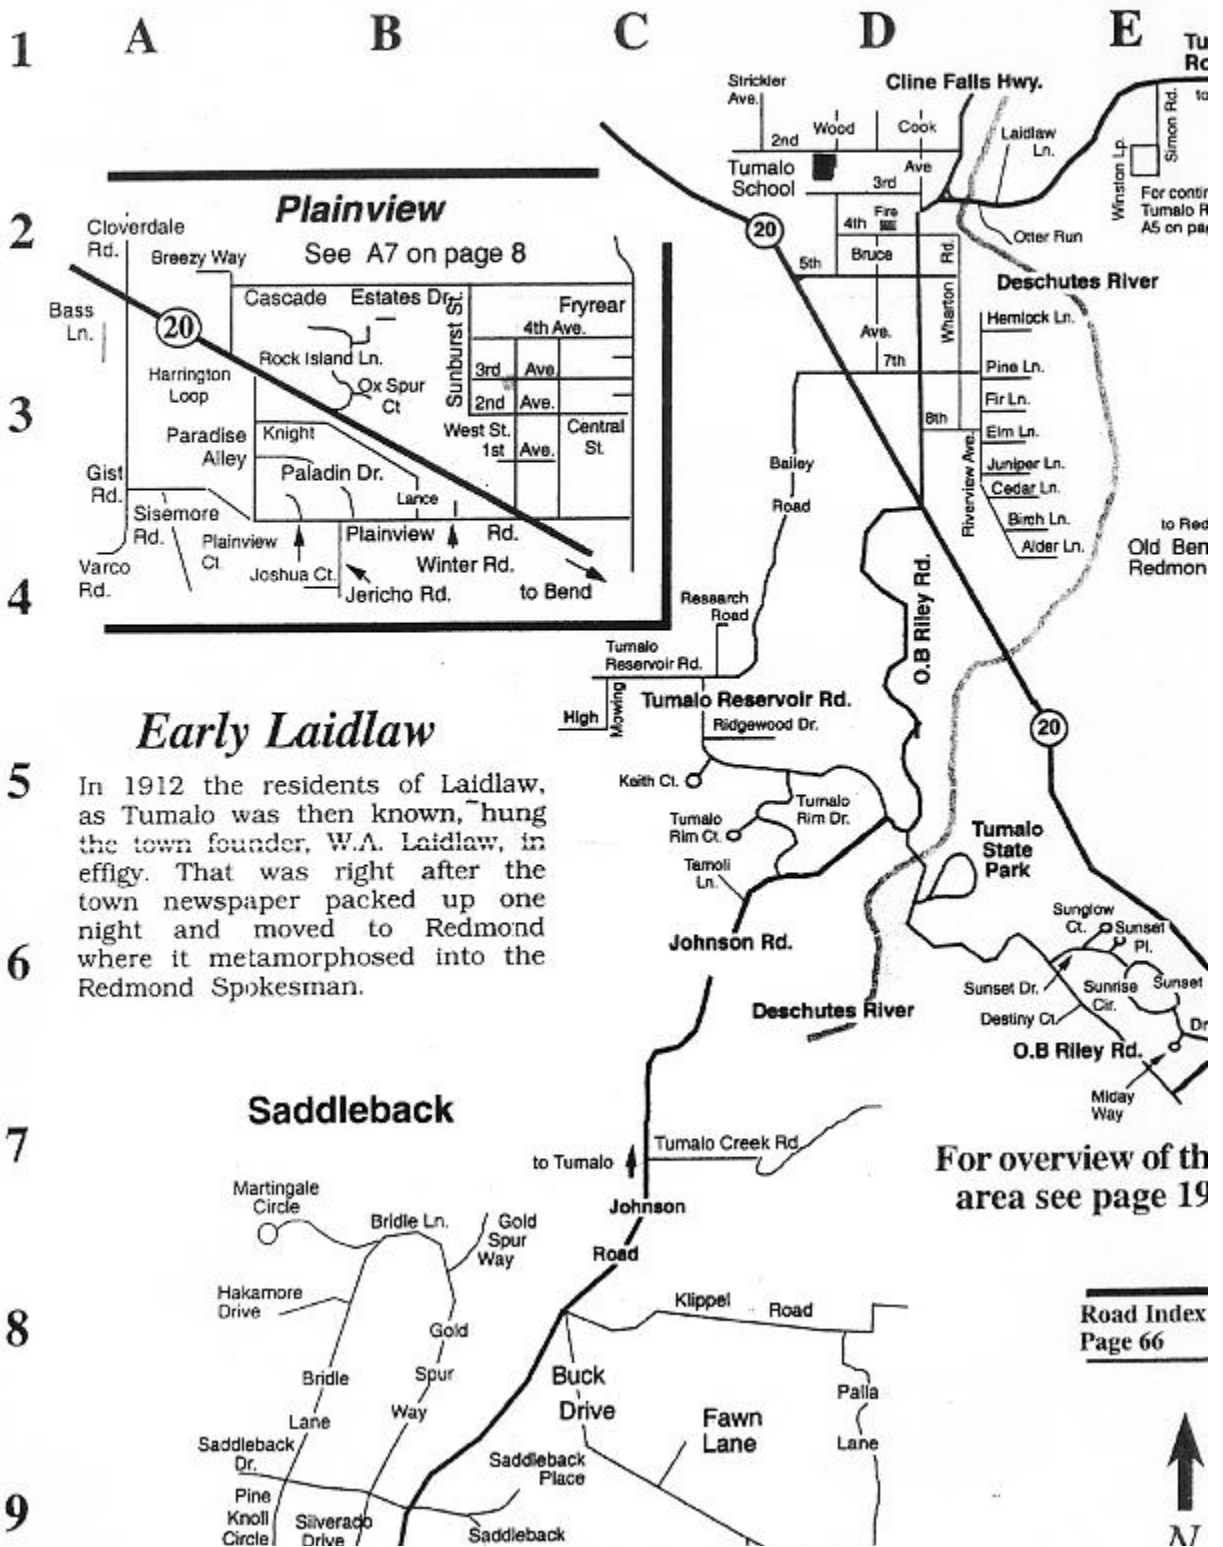 A B C D E
1
2
3
4
5
6
7
8
9
Plainview
See A7 on page 8
Cloverdale
Rd.
Breezy Way
Bass
Ln.
20
Cascade Estates Dr.
Sunburst St.
Fryrear
4th Ave.
Rock Island Ln.
3rd Ave.
Harrington
Loop
Ox Spur
Ct
2nd Ave.
Paradise
Alley
Knight
West St.
1st Ave.
Central
St.
Gist
Rd.
Paladin Dr.
Lance
Sisemore
Rd.
Plainview
Ct.
Plainview Rd.
Varco
Rd.
Joshua Ct.
Winter Rd.
Jericho Rd.
to Bend
Early Laidlaw
In 1912 the residents of Laidlaw,
as Tumalo was then known, hung
the town founder, W.A. Laidlaw, in
effigy. That was right after the
town newspaper packed up one
night and moved to Redmond
where it metamorphosed into the
Redmond Spokesman.
Strickler
Ave.
Cline Falls Hwy.
2nd
Wood
Cook
Ave
Laidlaw
Ln.
Tumalo
School
3rd
Tu
Ro
to
Simon Rd.
Winston Lp.
For contin
Tumalo R
A5 on pag
20
4th
Fire
Otter Run
5th
Bruce
Ave.
Wharton Rd.
Deschutes River
Hemlock Ln.
7th
Pine Ln.
Fir Ln.
8th
Elm Ln.
Riverview Ave.
Juniper Ln.
Cedar Ln.
Birch Ln.
Alder Ln.
Bailey
Road
to Red
Old Ben
Redmon
O.B Riley Rd.
Research
Road
Tumalo
Reservoir Rd.
High
Mowing
Tumalo Reservoir Rd.
Ridgewood Dr.
20
Keith Ct.
Tumalo
Rim Dr.
Tumalo
Rim Ct.
Tamoli
Ln.
Tumalo
State
Park
Johnson Rd.
Sunglow
Ct.
Sunset
Pl.
Sunset Dr.
Sunrise
Cir.
Sunset
Dr
Destiny Ct.
Deschutes River
O.B Riley Rd.
Miday
Way
For overview of th
area see page 19
Saddleback
to Tumalo
Tumalo Creek Rd.
Johnson
Road
Martingale
Circle
Bridle Ln.
Gold
Spur
Way
Hakamore
Drive
Gold
Spur
Way
Bridle
Lane
Klippel Road
Buck
Drive
Fawn
Lane
Palla
Lane
Road Index
Page 66
Saddleback
Dr.
Saddleback
Place
Pine
Knoll
Circle
Silverado
Drive
Saddleback
N